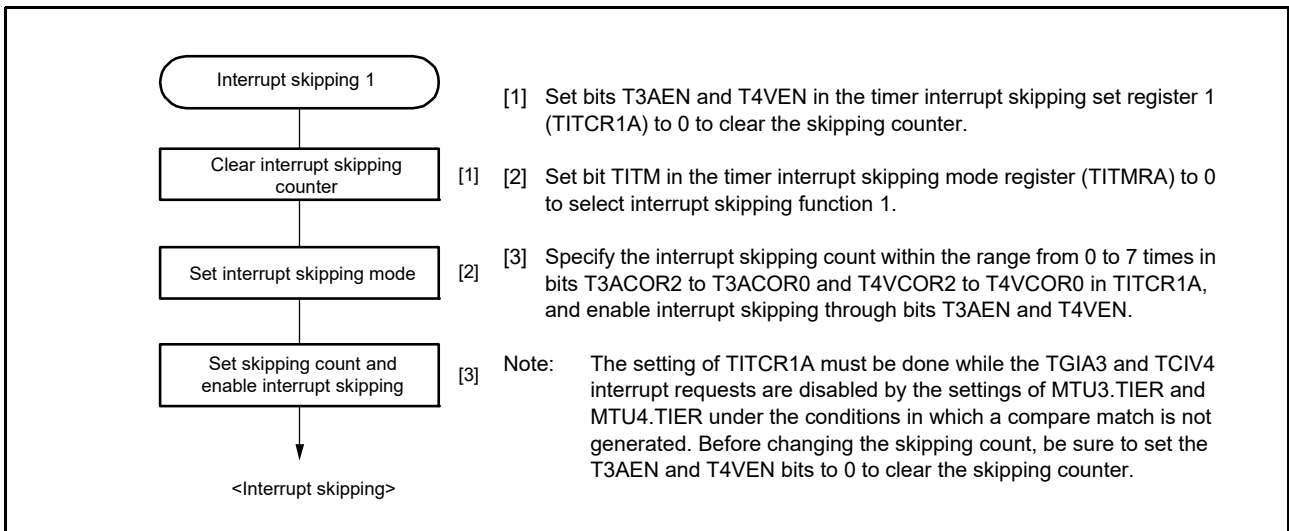 Interrupt skipping 1
Clear interrupt skipping
counter
[1]
Set interrupt skipping mode
[2]
Set skipping count and
enable interrupt skipping
[3]
<Interrupt skipping>
[1] Set bits T3AEN and T4VEN in the timer interrupt skipping set register 1
(TITCR1A) to 0 to clear the skipping counter.
[2] Set bit TITM in the timer interrupt skipping mode register (TITMRA) to 0
to select interrupt skipping function 1.
[3] Specify the interrupt skipping count within the range from 0 to 7 times in
bits T3ACOR2 to T3ACOR0 and T4VCOR2 to T4VCOR0 in TITCR1A,
and enable interrupt skipping through bits T3AEN and T4VEN.
Note: The setting of TITCR1A must be done while the TGIA3 and TCIV4
interrupt requests are disabled by the settings of MTU3.TIER and
MTU4.TIER under the conditions in which a compare match is not
generated. Before changing the skipping count, be sure to set the
T3AEN and T4VEN bits to 0 to clear the skipping counter.